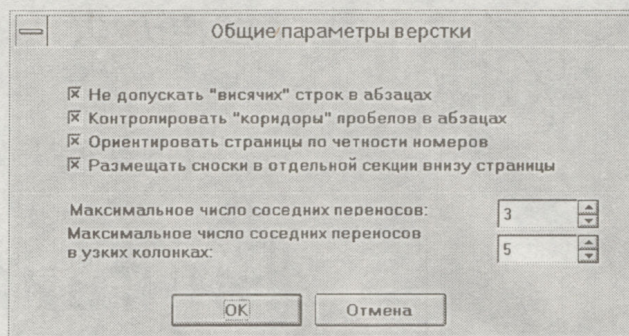 Общие параметры верстки
Не допускать "висячих" строк в абзацах
Контролировать "коридоры" пробелов в абзацах
Ориентировать страницы по четности номеров
Размещать сноски в отдельной секции внизу страницы
Максимальное число соседних переносов: 3
Максимальное число соседних переносов
в узких колонках: 5
OK Отмена